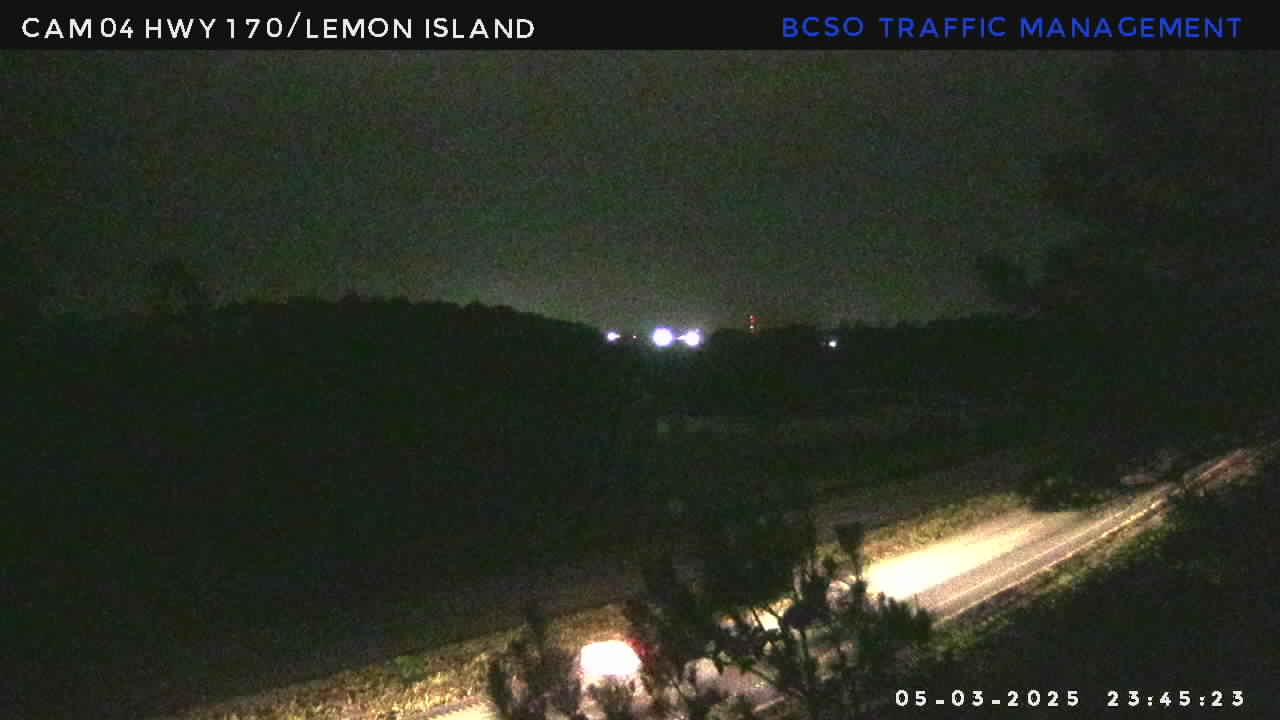 CAM04 HWY 170/LEMON ISLAND
BCSO TRAFFIC MANAGEMENT
05-03-2025 23:45:23